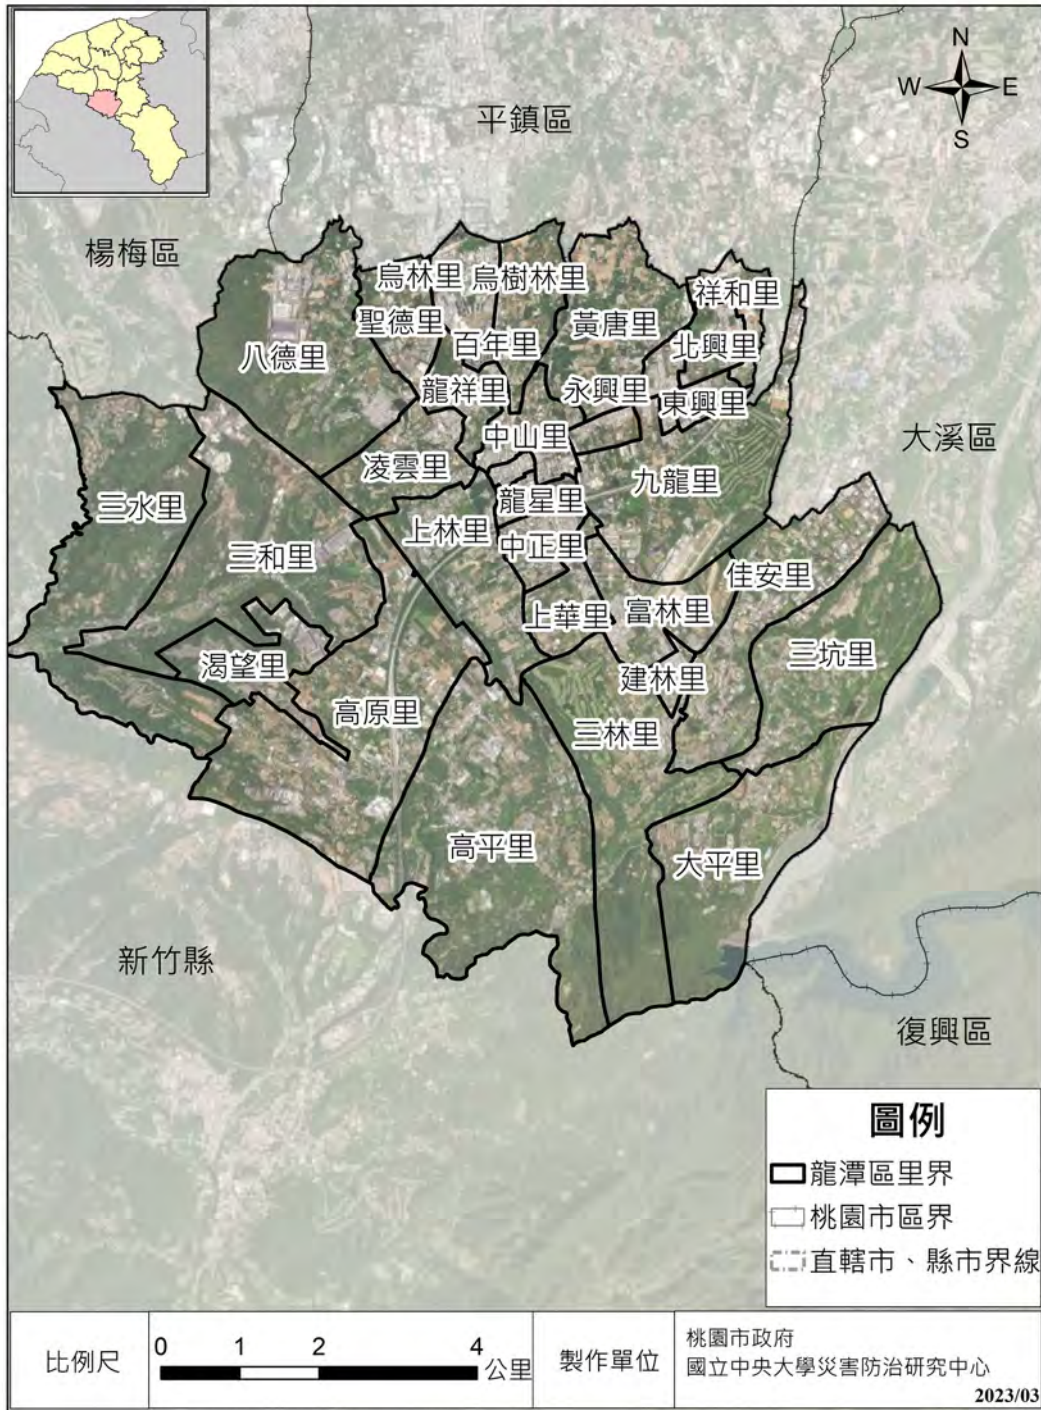 N
W E
S
平鎮區
楊梅區
烏林里
烏樹林里
祥和里
聖德里
黃唐里
八德里
百年里
北興里
龍祥里
永興里
東興里
中山里
大溪區
凌雲里
九龍里
三水里
龍星里
上林里
中正里
三和里
佳安里
上華里
富林里
渴望里
建林里
三坑里
高原里
三林里
高平里
大平里
新竹縣
復興區
圖例
龍潭區里界
桃園市區界
直轄市、縣市界線
比例尺
0 1 2 4
公里
製作單位
桃園市政府
國立中央大學災害防治研究中心
2023/03